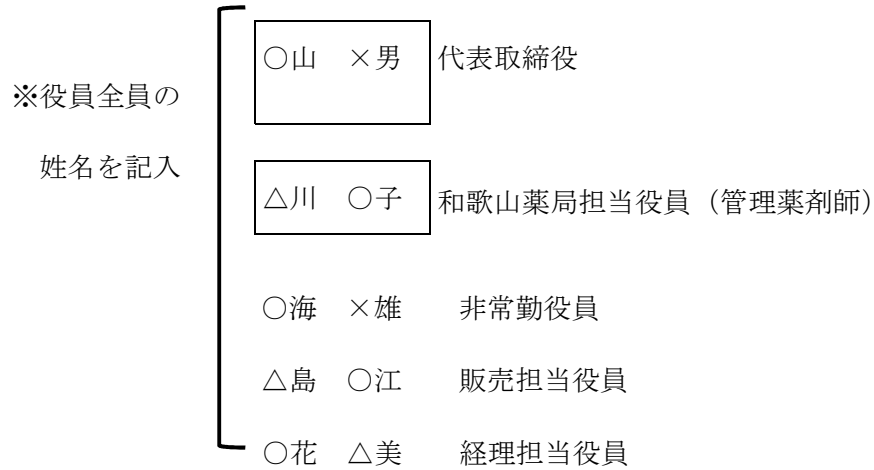 ○山　×男　代表取締役
※役員全員の
姓名を記入
△川　○子　和歌山薬局担当役員（管理薬剤師）
○海　×雄　非常勤役員
△島　○江　販売担当役員
○花　△美　経理担当役員